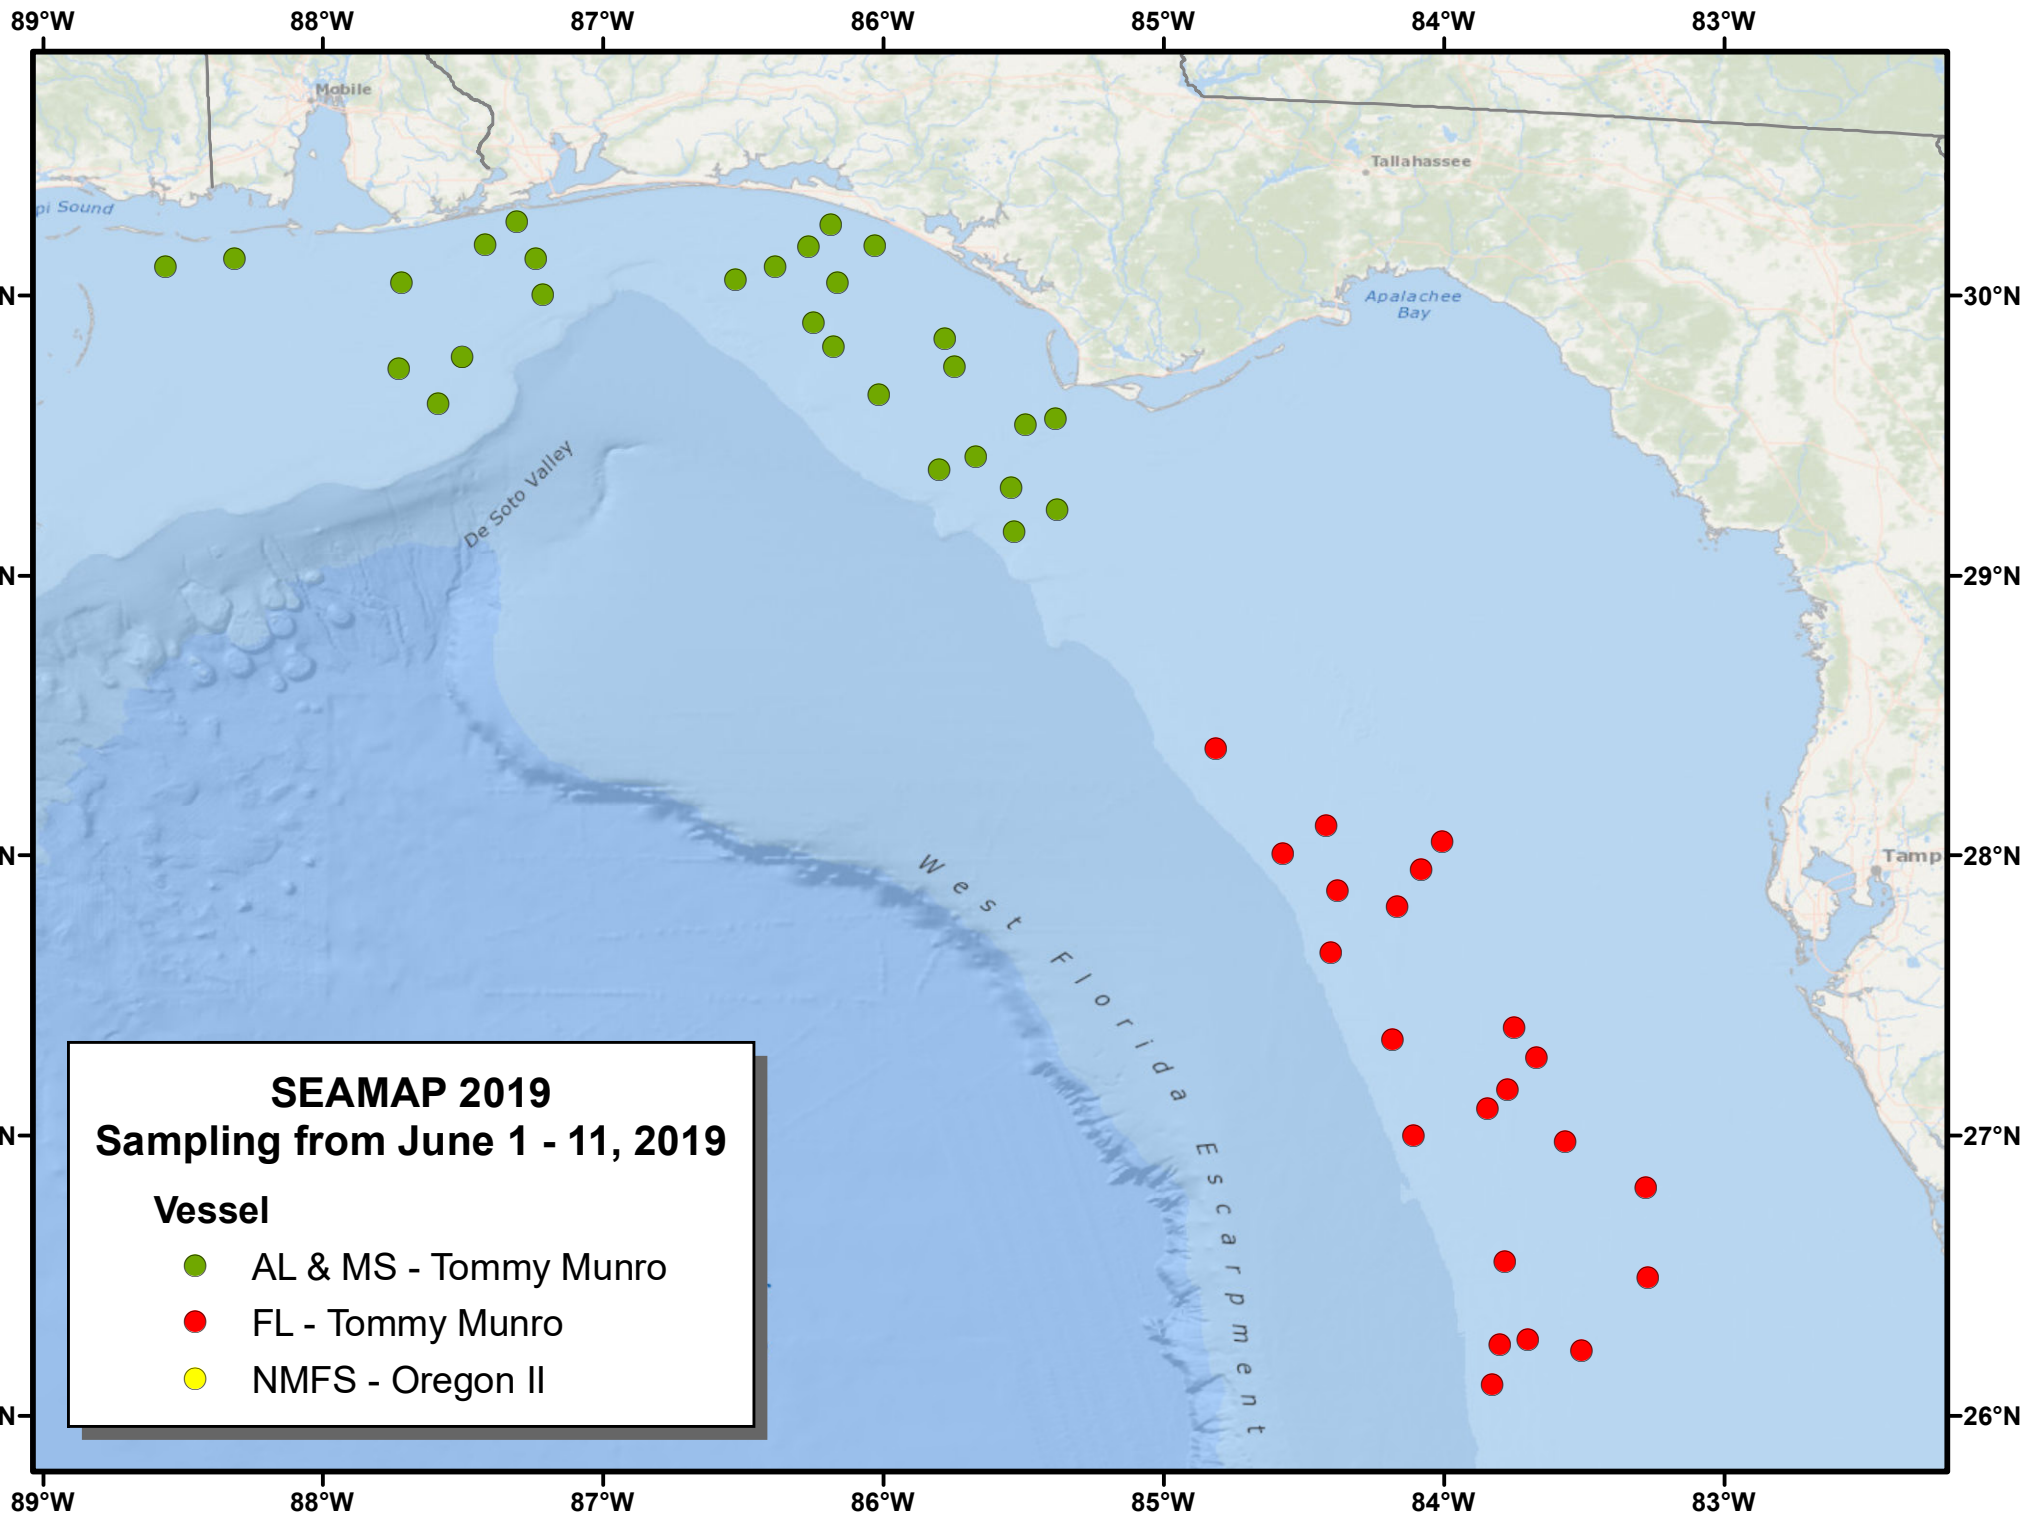 89°W 88°W 87°W 86°W 85°W 84°W 83°W
Mobile
Tallahassee
pi Sound
Apalachee
Bay
N 30°N
De Soto Valley
N 29°N
N 28°N
Tamp
West Florida Escarpment
N 27°N
SEAMAP 2019
Sampling from June 1 - 11, 2019
Vessel
AL & MS - Tommy Munro
FL - Tommy Munro
NMFS - Oregon II
N 26°N
89°W 88°W 87°W 86°W 85°W 84°W 83°W